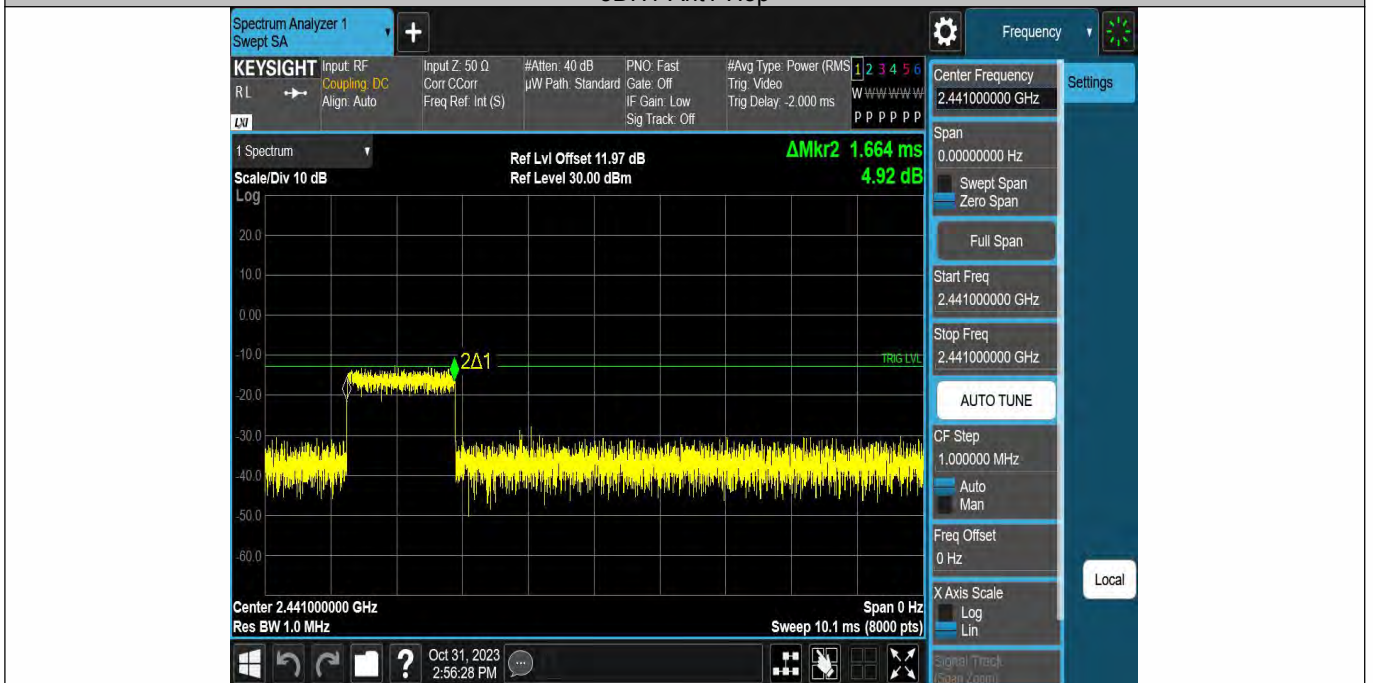 Spectrum Analyzer 1
Swept SA
+
Frequency
KEYSIGHT
RL
LXI
Input: RF
Coupling: DC
Align: Auto
Input Z: 50 Ω
Corr CCorr
Freq Ref: Int (S)
#Atten: 40 dB
µW Path: Standard
PNO: Fast
Gate: Off
IF Gain: Low
Sig Track: Off
#Avg Type: Power (RMS
Trig: Video
Trig Delay: -2.000 ms
1 2 3 4 5 6
W W W W W W
P P P P P P
1 Spectrum
Scale/Div 10 dB
Ref Lvl Offset 11.97 dB
Ref Level 30.00 dBm
ΔMkr2 1.664 ms
4.92 dB
Log
20.0
10.0
0.00
-10.0
-20.0
-30.0
-40.0
-50.0
-60.0
2Δ1
TRIG LVL
Center 2.441000000 GHz
Res BW 1.0 MHz
Span 0 Hz
Sweep 10.1 ms (8000 pts)
Oct 31, 2023
2:56:28 PM
Center Frequency
2.441000000 GHz
Settings
Span
0.00000000 Hz
Swept Span
Zero Span
Full Span
Start Freq
2.441000000 GHz
Stop Freq
2.441000000 GHz
AUTO TUNE
CF Step
1.000000 MHz
Auto
Man
Freq Offset
0 Hz
X Axis Scale
Log
Lin
Local
Signal Track
(Span Zoom)